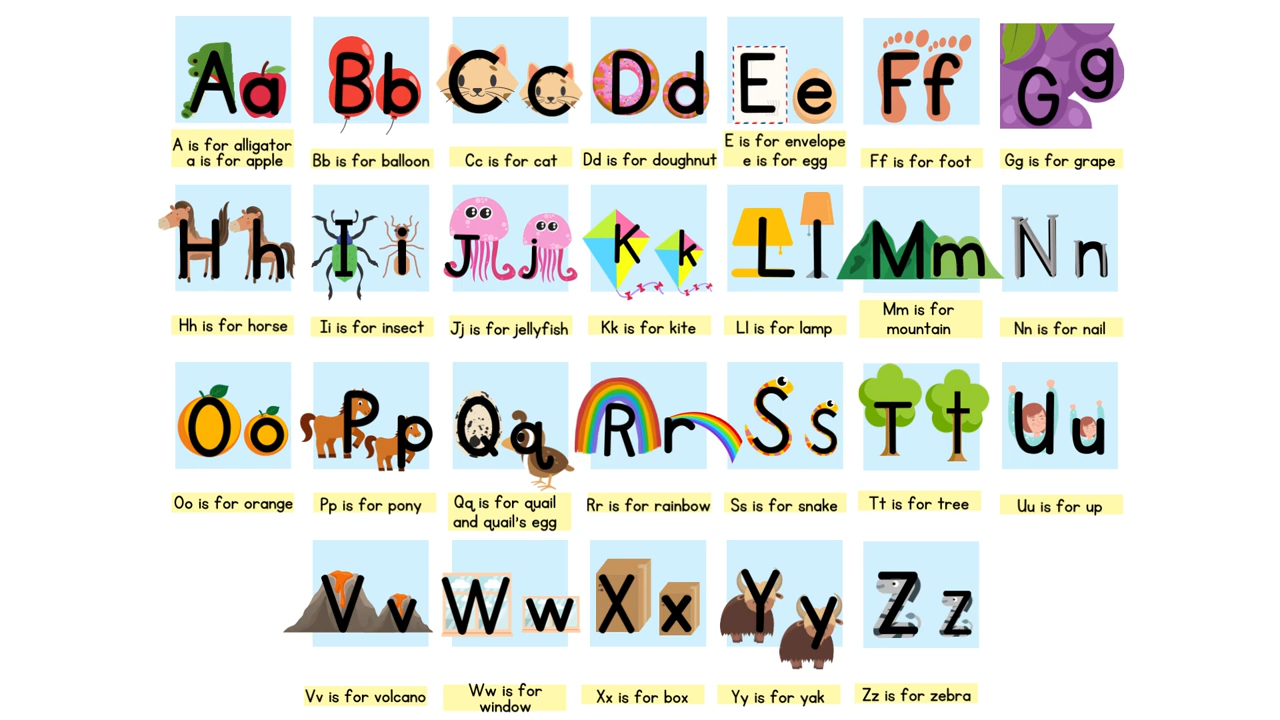 Aa
Bb
Cc
Dd
Ee
Ff
Gg
A is for alligator
a is for apple
Bb is for balloon
Cc is for cat
Dd is for doughnut
E is for envelope
e is for egg
Ff is for foot
Gg is for grape
Hh
Ii
Jj
Kk
Ll
Mm
Nn
Hh is for horse
Ii is for insect
Jj is for jellyfish
Kk is for kite
Ll is for lamp
Mm is for
mountain
Nn is for nail
Oo
Pp
Qq
Rr
Ss
Tt
Uu
Oo is for orange
Pp is for pony
Qq is for quail
and quail's egg
Rr is for rainbow
Ss is for snake
Tt is for tree
Uu is for up
Vv
Ww
Xx
Yy
Zz
Vv is for volcano
Ww is for
window
Xx is for box
Yy is for yak
Zz is for zebra